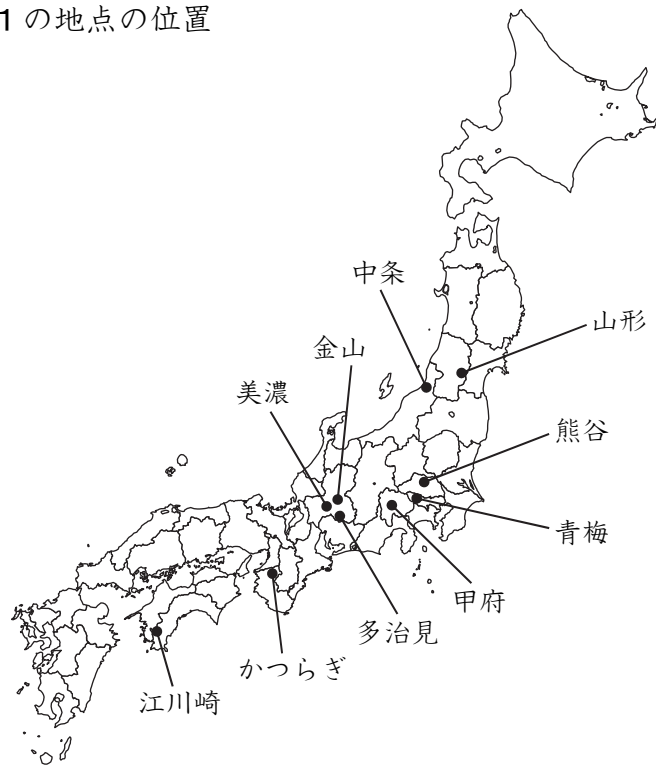 1 の地点の位置
中条
山形
金山
美濃
熊谷
青梅
甲府
多治見
かつらぎ
江川崎